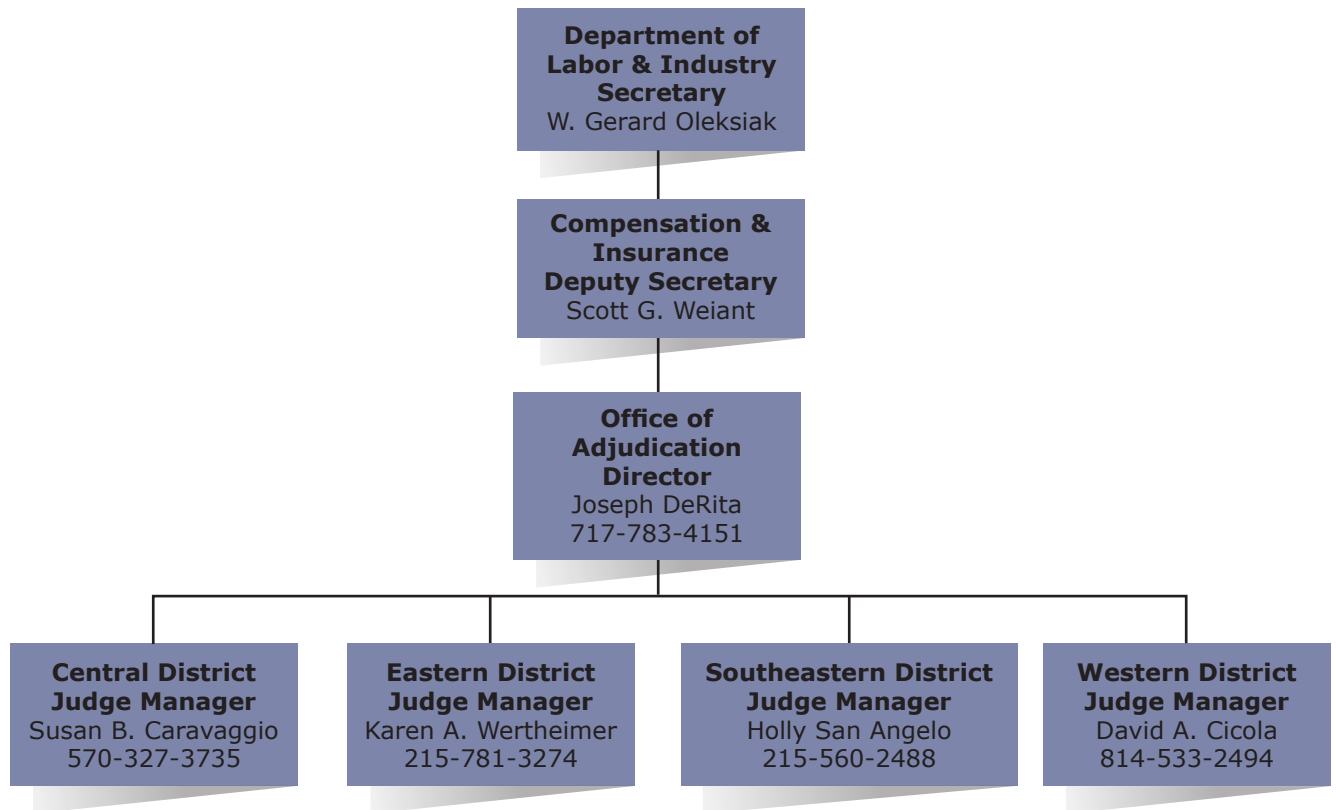 Department of
Labor & Industry
Secretary
W. Gerard Oleksiak
Compensation &
Insurance
Deputy Secretary
Scott G. Weiant
Office of
Adjudication
Director
Joseph DeRita
717-783-4151
Central District
Judge Manager
Susan B. Caravaggio
570-327-3735
Eastern District
Judge Manager
Karen A. Wertheimer
215-781-3274
Southeastern District
Judge Manager
Holly San Angelo
215-560-2488
Western District
Judge Manager
David A. Cicola
814-533-2494